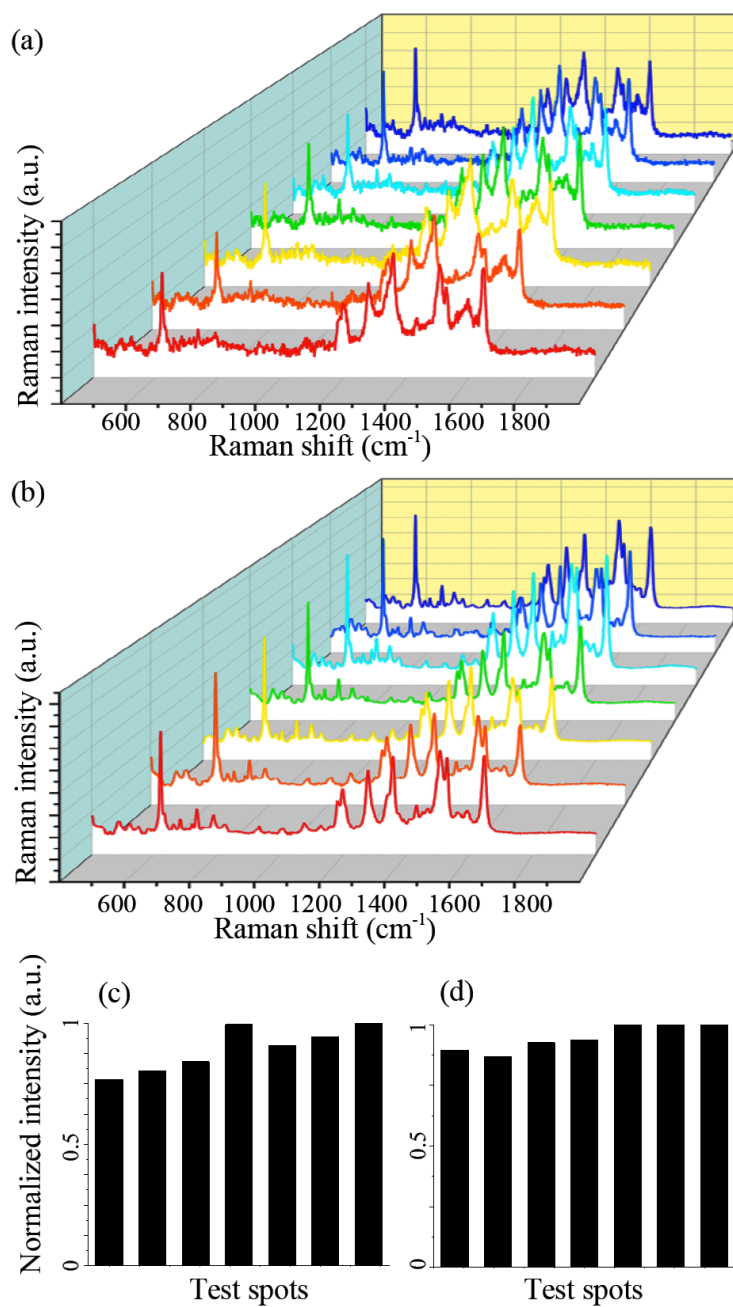 (a)
Raman intensity (a.u.)
600 800 1000 1200 1400 1600 1800
Raman shift (cm⁻¹)
(b)
Raman intensity (a.u.)
600 800 1000 1200 1400 1600 1800
Raman shift (cm⁻¹)
(c)
Normalized intensity (a.u.)
1
0.5
0
Test spots
(d)
1
0.5
0
Test spots